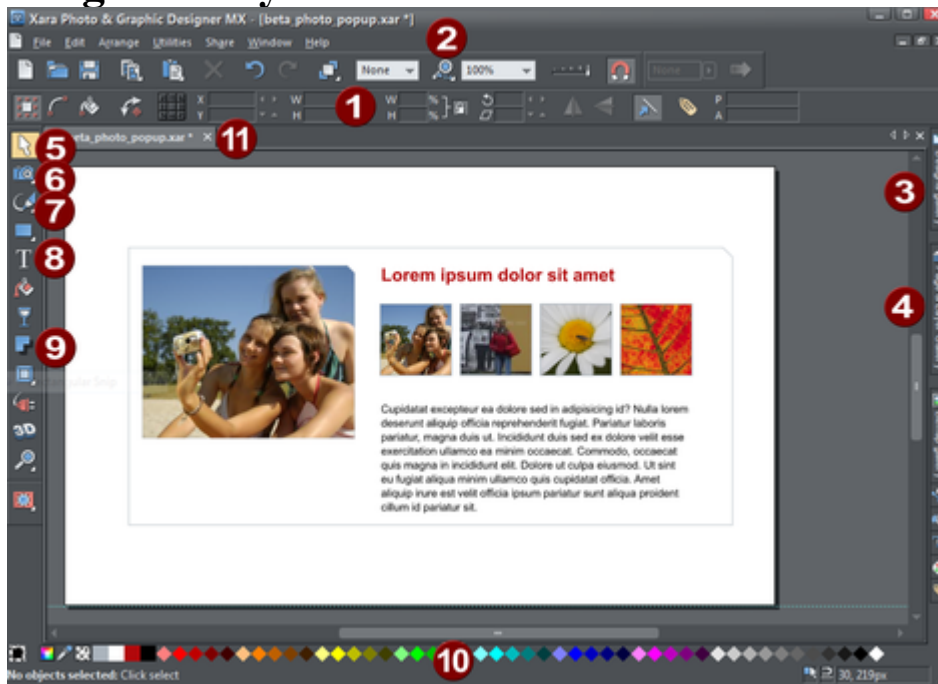 Xara Photo & Graphic Designer MX - [beta_photo_popup.xar *]
File Edit Arrange Utilities Share Window Help
2
None 100% None
X W 1 W % P
Y H H % A
beta_photo_popup.xar * 11
5
6
3
7
8
T
Lorem ipsum dolor sit amet
4
9
Snip
Cupidatat excepteur ea dolore sed in adipisicing id? Nulla lorem
deserunt aliquip officia reprehenderit fugiat. Pariatur laboris
pariatur, magna duis ut. Incididunt duis sed ex dolore velit esse
exercitation ullamco ea minim occaecat. Commodo, occaecat
quis magna in incididunt elit. Dolore ut culpa eiusmod. Ut sint
eu fugiat aliqua minim ullamco quis cupidatat officia. Amet
aliquip irure est velit officia ipsum pariatur sunt aliqua proident
cillum id pariatur sit.
3D
10
No objects selected: Click select 30, 219px